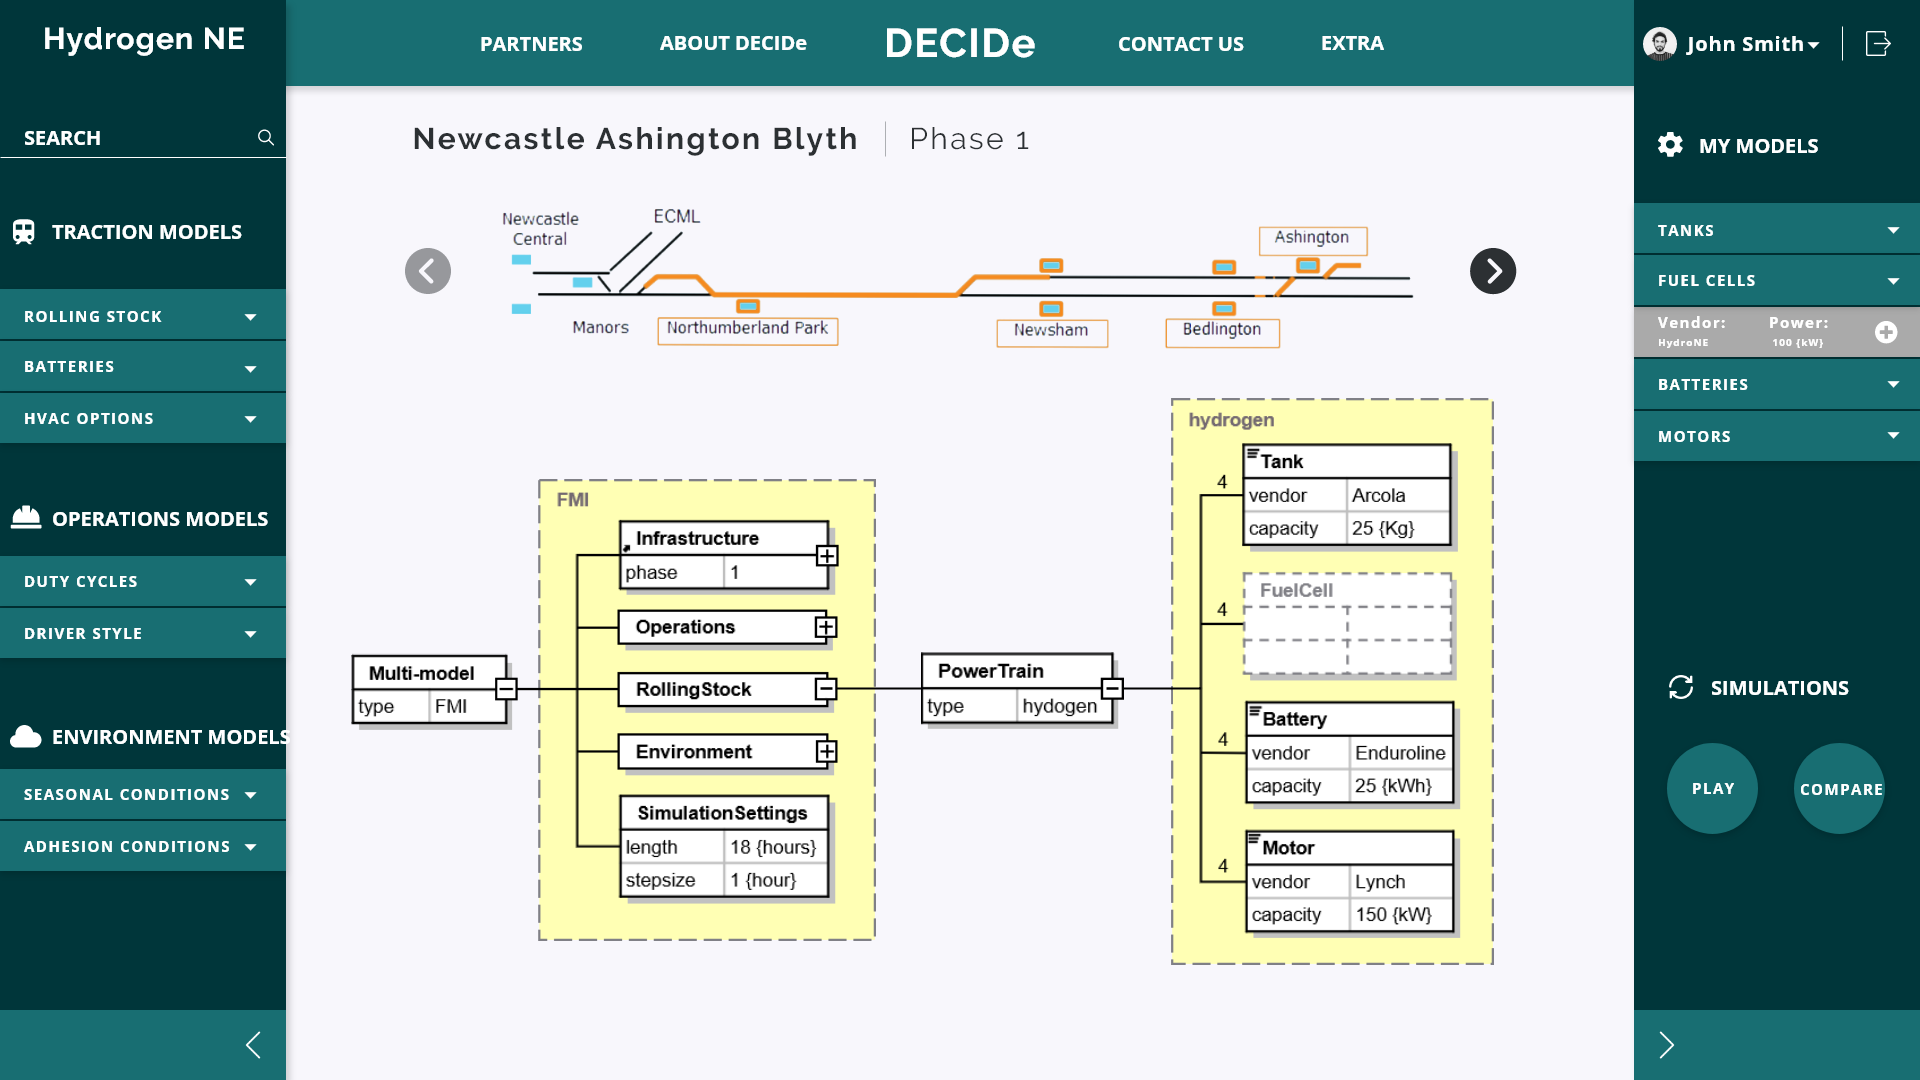 Hydrogen NE
PARTNERS
ABOUT DECIDe
DECIDe
CONTACT US
EXTRA
John Smith
SEARCH
TRACTION MODELS
ROLLING STOCK
BATTERIES
HVAC OPTIONS
OPERATIONS MODELS
DUTY CYCLES
DRIVER STYLE
ENVIRONMENT MODELS
SEASONAL CONDITIONS
ADHESION CONDITIONS
Newcastle Ashington Blyth
Phase 1
Newcastle
Central
ECML
Manors
Northumberland Park
Newsham
Bedlington
Ashington
Multi-model
type FMI
FMI
Infrastructure
phase 1
Operations
RollingStock
Environment
SimulationSettings
length 18 {hours}
stepsize 1 {hour}
PowerTrain
type hydogen
hydrogen
4
Tank
vendor Arcola
capacity 25 {Kg}
4
FuelCell
4
Battery
vendor Enduroline
capacity 25 {kWh}
4
Motor
vendor Lynch
capacity 150 {kW}
MY MODELS
TANKS
FUEL CELLS
Vendor: Power:
HydroNE 100 {kW}
BATTERIES
MOTORS
SIMULATIONS
PLAY
COMPARE